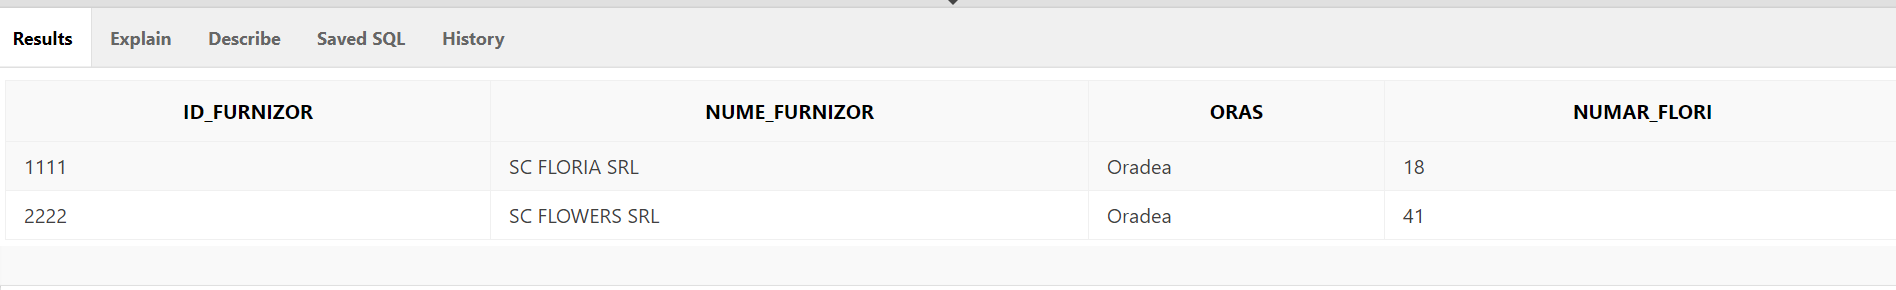 Results Explain Describe Saved SQL History
ID_FURNIZOR NUME_FURNIZOR ORAS NUMAR_FLORI
1111 SC FLORIA SRL Oradea 18
2222 SC FLOWERS SRL Oradea 41